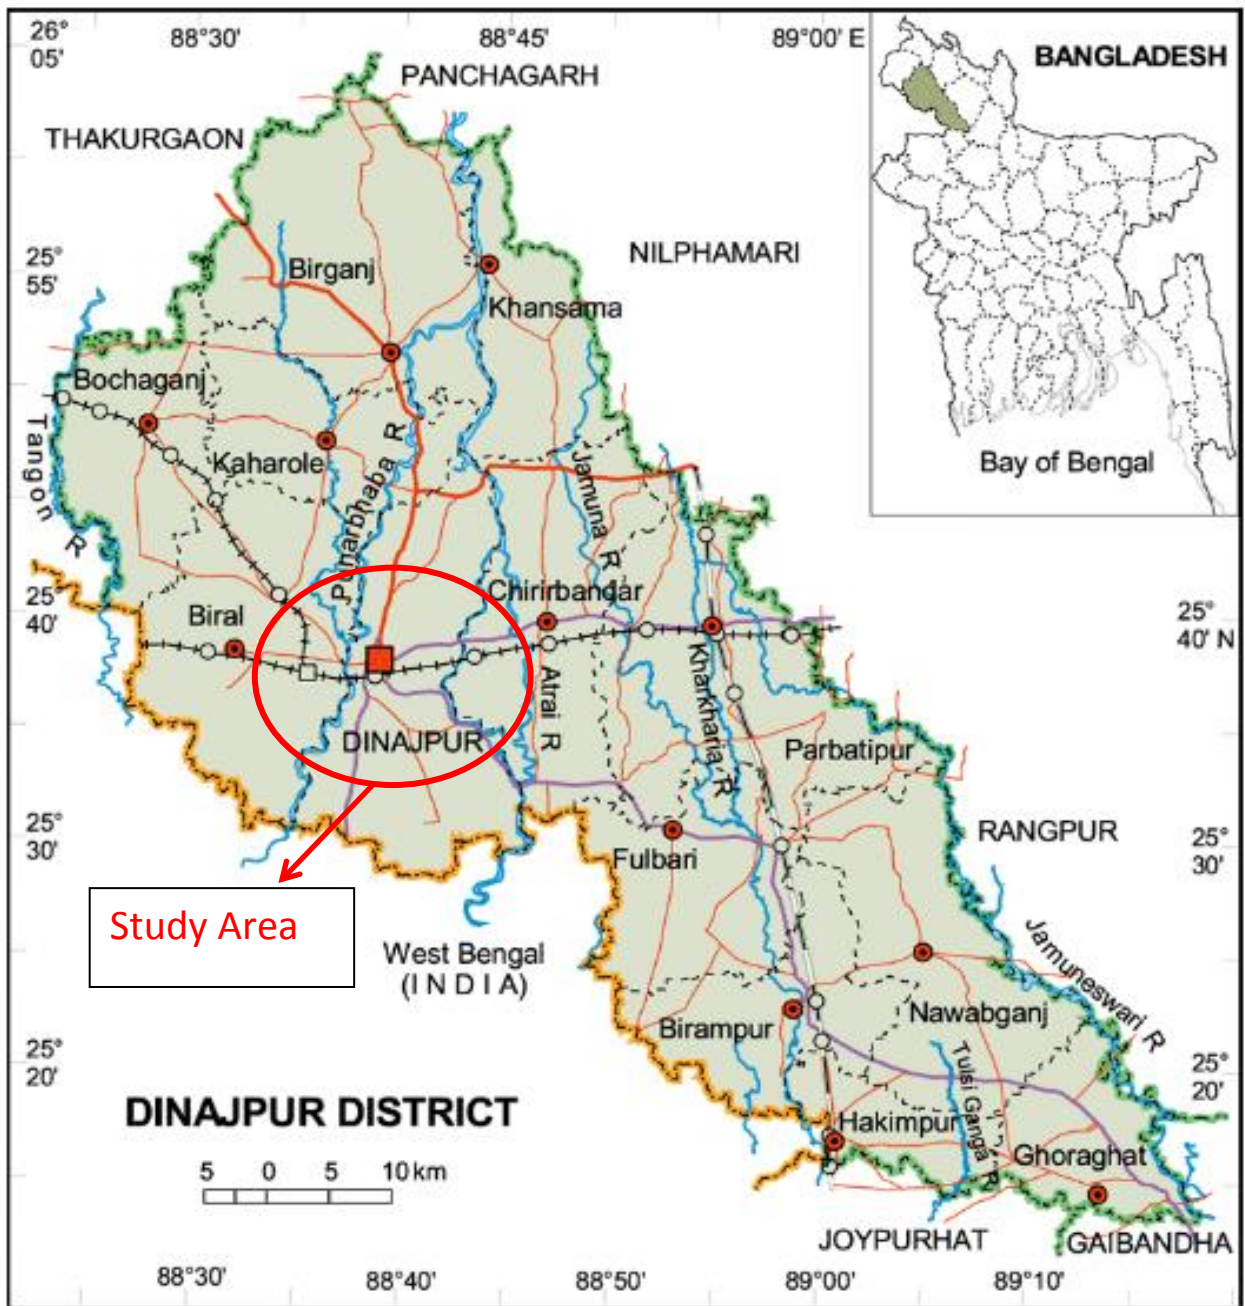 26°
05'
88°30'
88°45'
89°00' E
PANCHAGARH
BANGLADESH
THAKURGAON
NILPHAMARI
25°
55'
Birganj
Khansama
Bochaganj
Tangon R
Kaharole
Punarbhaba R
Jamuna R
Bay of Bengal
25°
40'
Biral
Chirirbandar
25°
40' N
Atrai R
Kharkharia R
DINAJPUR
Parbatipur
25°
30'
Fulbari
RANGPUR
25°
30'
Study Area
West Bengal
(I N D I A)
Jamuneswari R
Birampur
Nawabganj
25°
20'
Tulsi Ganga R
25°
20'
DINAJPUR DISTRICT
Hakimpur
Ghoraghat
5 0 5 10 km
JOYPURHAT
GAIBANDHA
88°30'
88°40'
88°50'
89°00'
89°10'